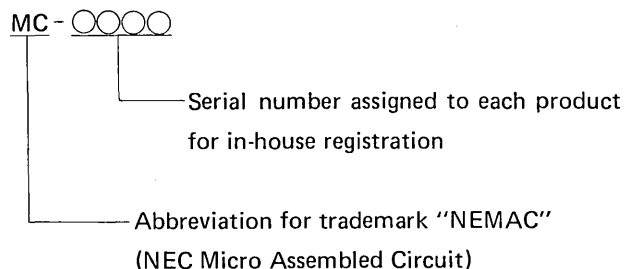 MC-○○○○
Serial number assigned to each product
for in-house registration
Abbreviation for trademark "NEMAC"
(NEC Micro Assembled Circuit)